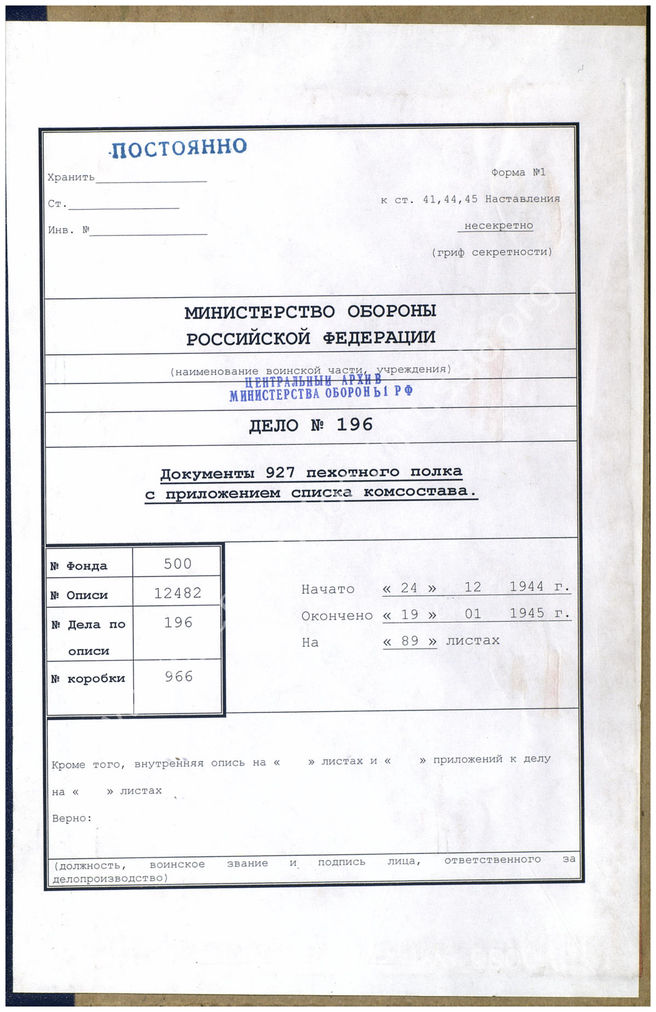 ПОСТОЯННО
Хранить
Форма №1
Ст.
к ст. 41,44,45 Наставления
Инв. №
несекретно
(гриф секретности)
МИНИСТЕРСТВО ОБОРОНЫ
РОССИЙСКОЙ ФЕДЕРАЦИИ
(наименование воинской части, учреждения)
ЦЕНТРАЛЬНЫЙ АРХИВ
МИНИСТЕРСТВА ОБОРОНЫ РФ
ДЕЛО № 196
Документы 927 пехотного полка
с приложением списка комсостава.
№ Фонда 500
№ Описи 12482
№ Дела по 196
описи
№ коробки 966
Начато « 24 » 12 1944 г.
Окончено « 19 » 01 1945 г.
На « 89 » листах
Кроме того, внутренняя опись на « » листах и « » приложений к делу
на « » листах
Верно:
(должность, воинское звание и подпись лица, ответственного за
делопроизводство)